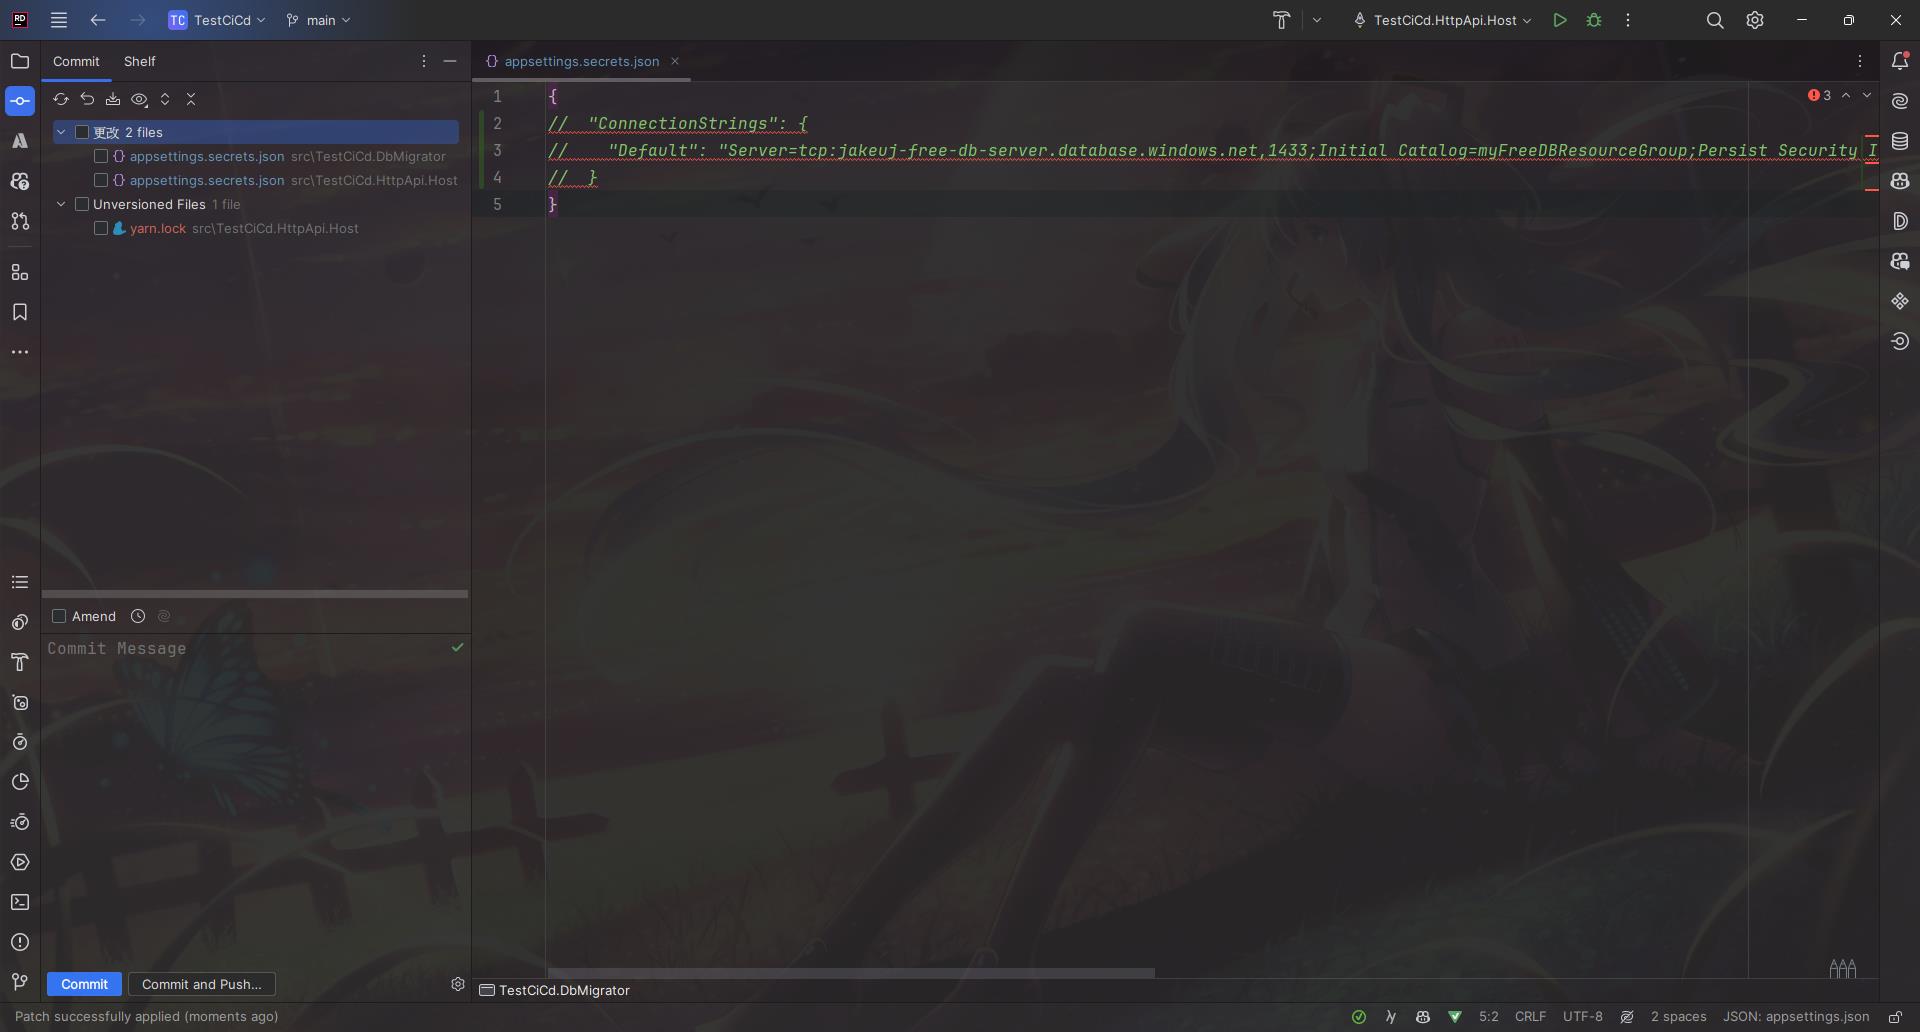 RD
TC TestCiCd
main
TestCiCd.HttpApi.Host
Commit
Shelf
appsettings.secrets.json
更改 2 files
appsettings.secrets.json src\TestCiCd.DbMigrator
appsettings.secrets.json src\TestCiCd.HttpApi.Host
Unversioned Files 1 file
yarn.lock src\TestCiCd.HttpApi.Host
1 {
3
2 //  "ConnectionStrings": {
3 //    "Default": "Server=tcp:jakeuj-free-db-server.database.windows.net,1433;Initial Catalog=myFreeDBResourceGroup;Persist Security I
4 //  }
5 }
Amend
Commit Message
Commit
Commit and Push...
TestCiCd.DbMigrator
Patch successfully applied (moments ago)
5:2
CRLF
UTF-8
2 spaces
JSON: appsettings.json